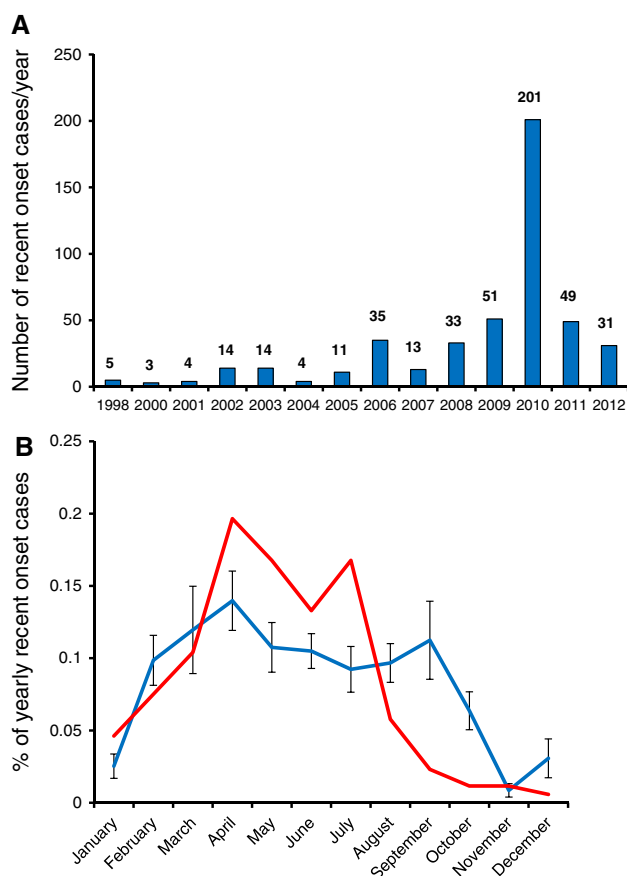 A
Number of recent onset cases/year
250
200
150
100
50
0
5
3
4
14
14
4
11
35
13
33
51
201
49
31
1998 2000 2001 2002 2003 2004 2005 2006 2007 2008 2009 2010 2011 2012
B
% of yearly recent onset cases
0.25
0.2
0.15
0.1
0.05
0
January
February
March
April
May
June
July
August
September
October
November
December